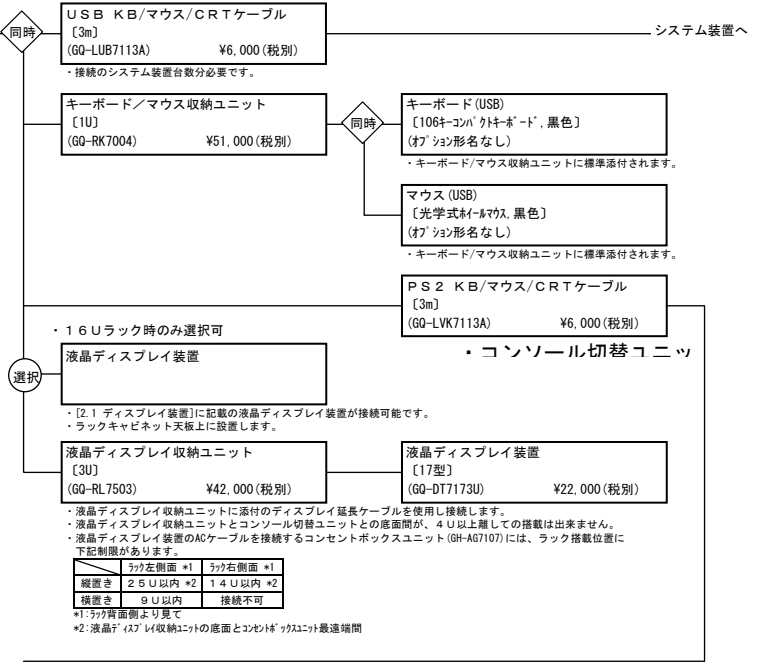 同時
USB KB/マウス/CRTケーブル
〔3m〕
(GQ-LUB7113A) ¥6,000(税別)
システム装置へ
・接続のシステム装置台数分必要です。
キーボード／マウス収納ユニット
〔1U〕
(GQ-RK7004) ¥51,000(税別)
同時
キーボード(USB)
〔106ｷｰｺﾝﾊﾟｸﾄｷｰﾎﾞｰﾄﾞ,黒色〕
(ｵﾌﾟｼｮﾝ形名なし)
・キーボード/マウス収納ユニットに標準添付されます。
マウス(USB)
〔光学式ﾎｲｰﾙﾏｳｽ,黒色〕
(ｵﾌﾟｼｮﾝ形名なし)
・キーボード/マウス収納ユニットに標準添付されます。
PS2 KB/マウス/CRTケーブル
〔3m〕
(GQ-LVK7113A) ¥6,000(税別)
・コンソール切替ユニッ
・１６Ｕラック時のみ選択可
選択
液晶ディスプレイ装置
・[2.1 ディスプレイ装置]に記載の液晶ディスプレイ装置が接続可能です。
・ラックキャビネット天板上に設置します。
液晶ディスプレイ収納ユニット
〔3U〕
(GQ-RL7503) ¥42,000(税別)
液晶ディスプレイ装置
〔17型〕
(GQ-DT7173U) ¥22,000(税別)
・液晶ディスプレイ収納ユニットに添付のディスプレイ延長ケーブルを使用し接続します。
・液晶ディスプレイ収納ユニットとコンソール切替ユニットとの底面間が、４Ｕ以上離しての搭載は出来ません。
・液晶ディスプレイ装置のACケーブルを接続するコンセントボックスユニット(GH-AG7107)には、ラック搭載位置に
下記制限があります。
ﾗｯｸ左側面 *1 ﾗｯｸ右側面 *1
縦置き ２５Ｕ以内 *2 １４Ｕ以内 *2
横置き ９Ｕ以内 接続不可
*1:ﾗｯｸ背面側より見て
*2:液晶ﾃﾞｨｽﾌﾟﾚｲ収納ﾕﾆｯﾄの底面とｺﾝｾﾝﾄﾎﾞｯｸｽﾕﾆｯﾄ最遠端間